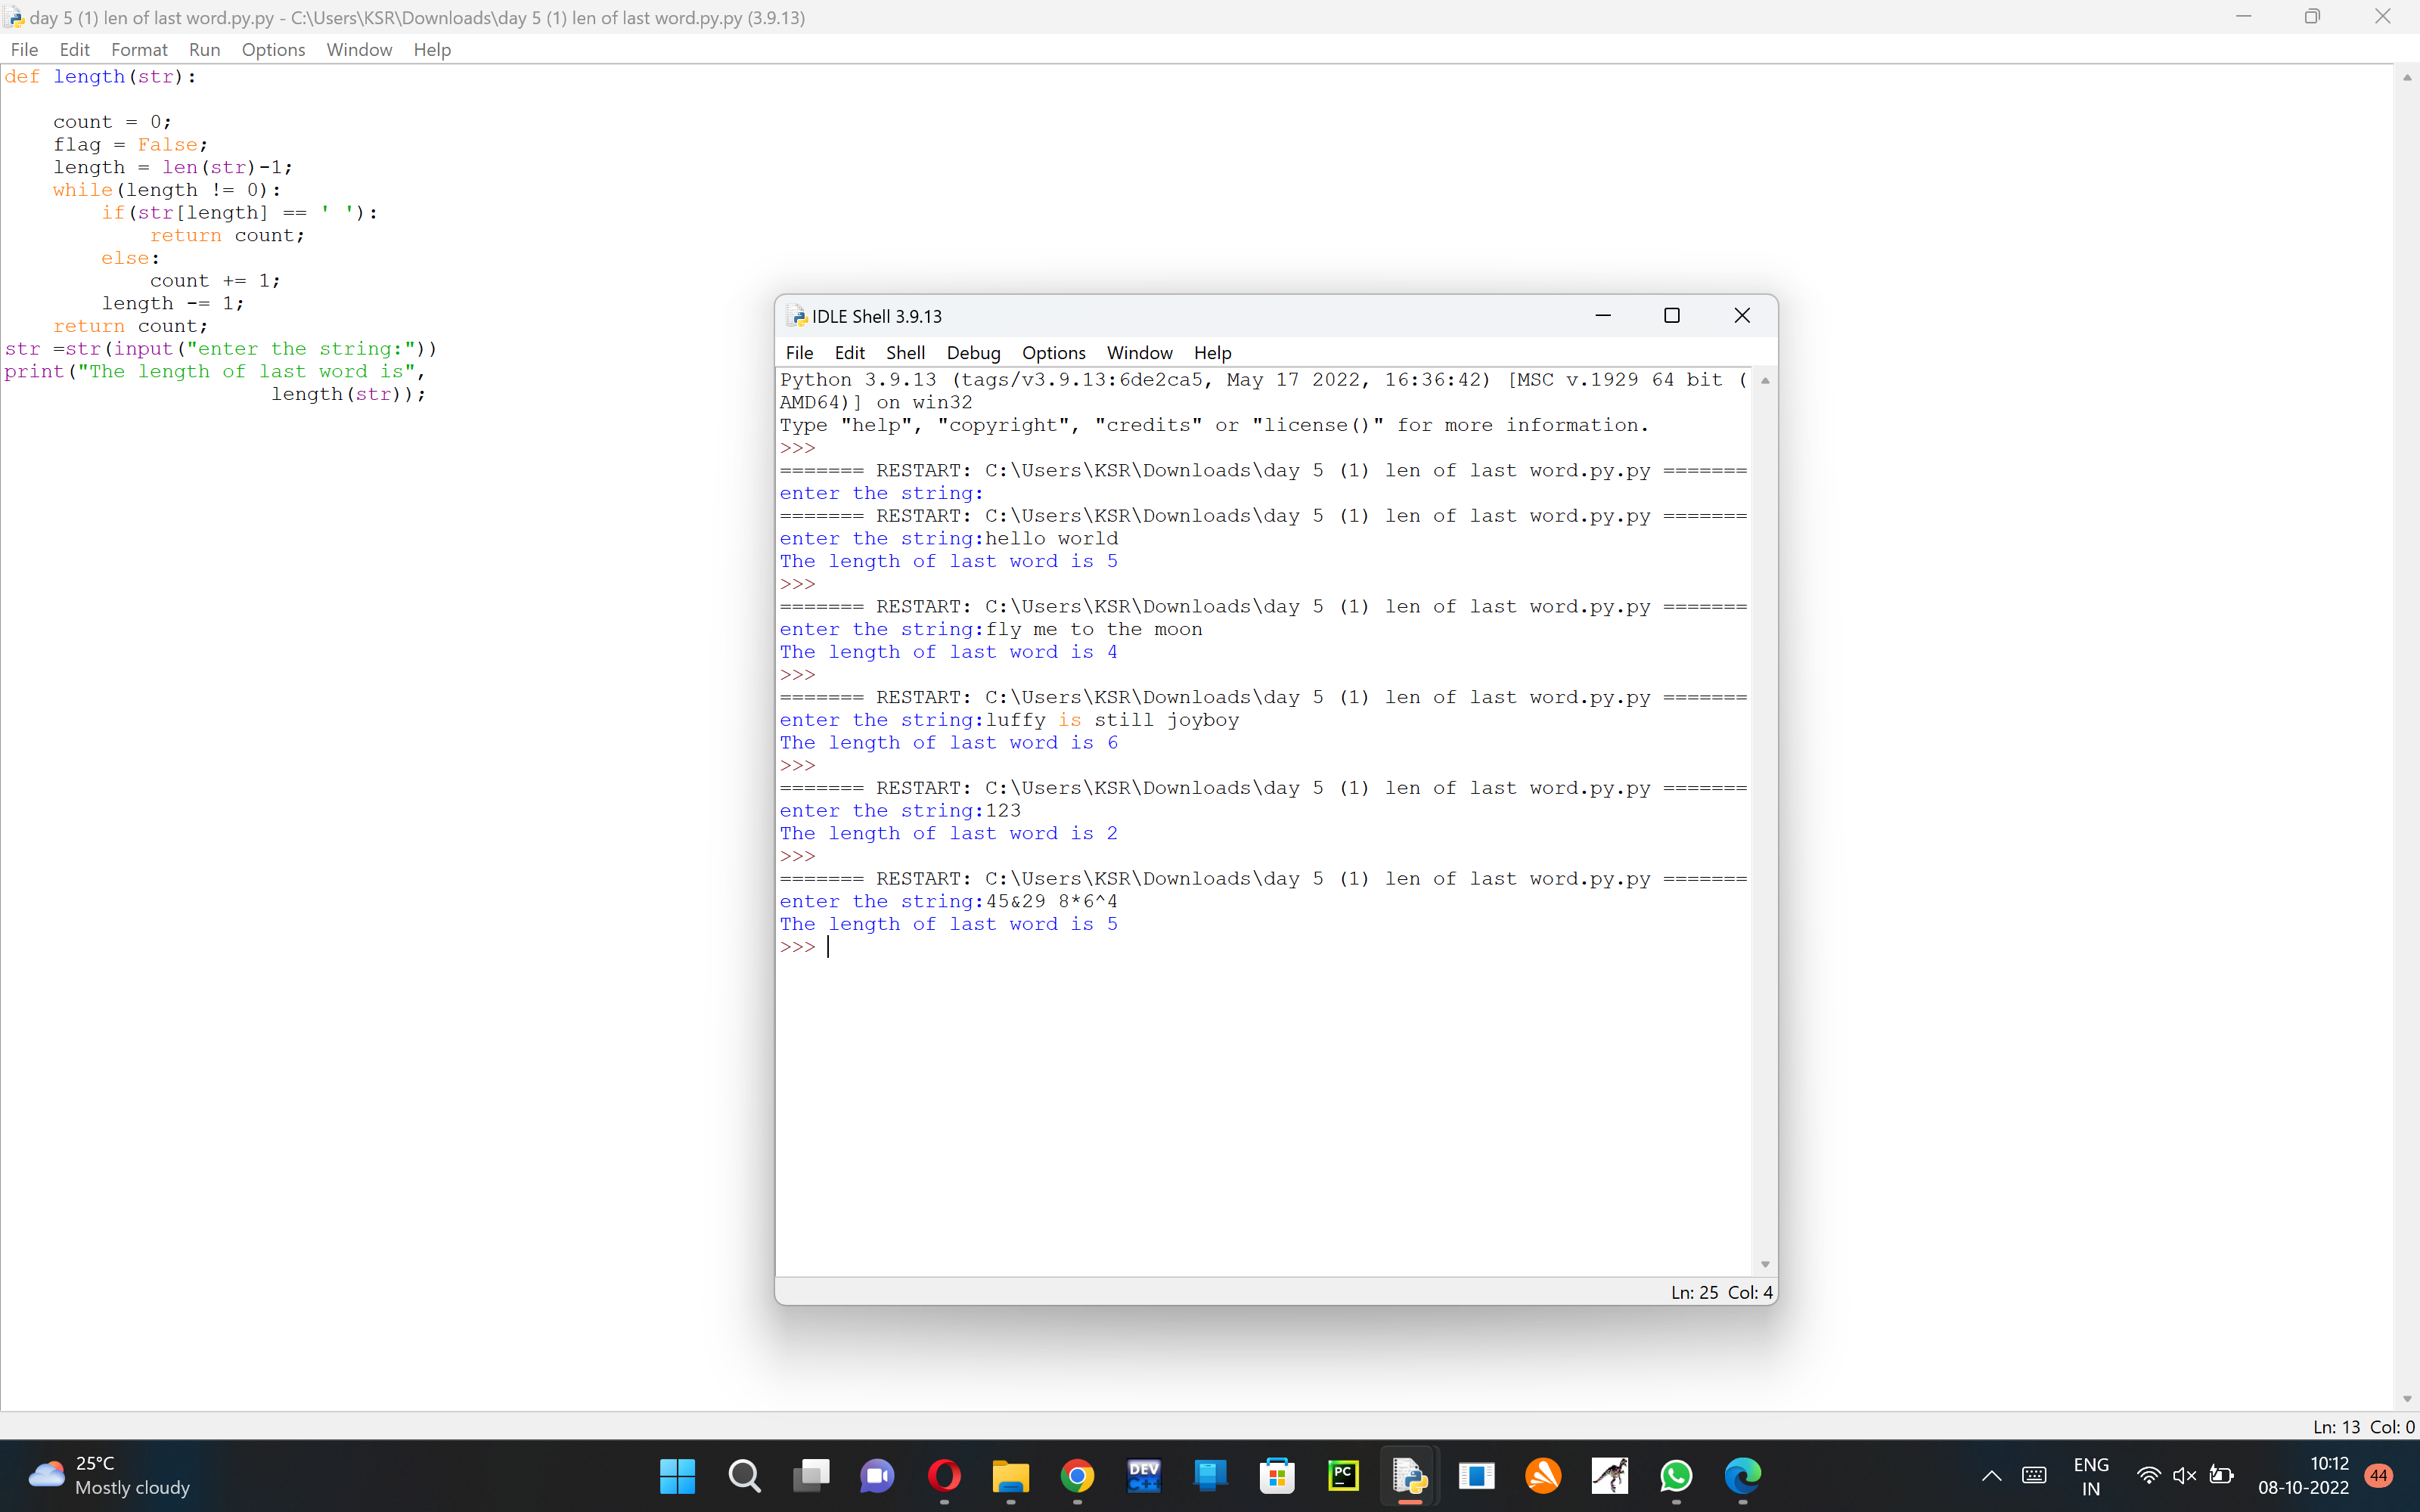 day 5 (1) len of last word.py.py - C:\Users\KSR\Downloads\day 5 (1) len of last word.py.py (3.9.13)
File Edit Format Run Options Window Help
def length(str):
    count = 0;
    flag = False;
    length = len(str)-1;
    while(length != 0):
        if(str[length] == ' '):
            return count;
        else:
            count += 1;
        length -= 1;
    return count;
str =str(input("enter the string:"))
print("The length of last word is",
                      length(str));
IDLE Shell 3.9.13
File Edit Shell Debug Options Window Help
Python 3.9.13 (tags/v3.9.13:6de2ca5, May 17 2022, 16:36:42) [MSC v.1929 64 bit (
AMD64)] on win32
Type "help", "copyright", "credits" or "license()" for more information.
>>>
======= RESTART: C:\Users\KSR\Downloads\day 5 (1) len of last word.py.py =======
enter the string:
======= RESTART: C:\Users\KSR\Downloads\day 5 (1) len of last word.py.py =======
enter the string:hello world
The length of last word is 5
>>>
======= RESTART: C:\Users\KSR\Downloads\day 5 (1) len of last word.py.py =======
enter the string:fly me to the moon
The length of last word is 4
>>>
======= RESTART: C:\Users\KSR\Downloads\day 5 (1) len of last word.py.py =======
enter the string:luffy is still joyboy
The length of last word is 6
>>>
======= RESTART: C:\Users\KSR\Downloads\day 5 (1) len of last word.py.py =======
enter the string:123
The length of last word is 2
>>>
======= RESTART: C:\Users\KSR\Downloads\day 5 (1) len of last word.py.py =======
enter the string:45&29 8*6^4
The length of last word is 5
>>>
Ln: 25 Col: 4
Ln: 13 Col: 0
25°C
Mostly cloudy
DEV
C++
PC
ENG
IN
10:12
08-10-2022
44